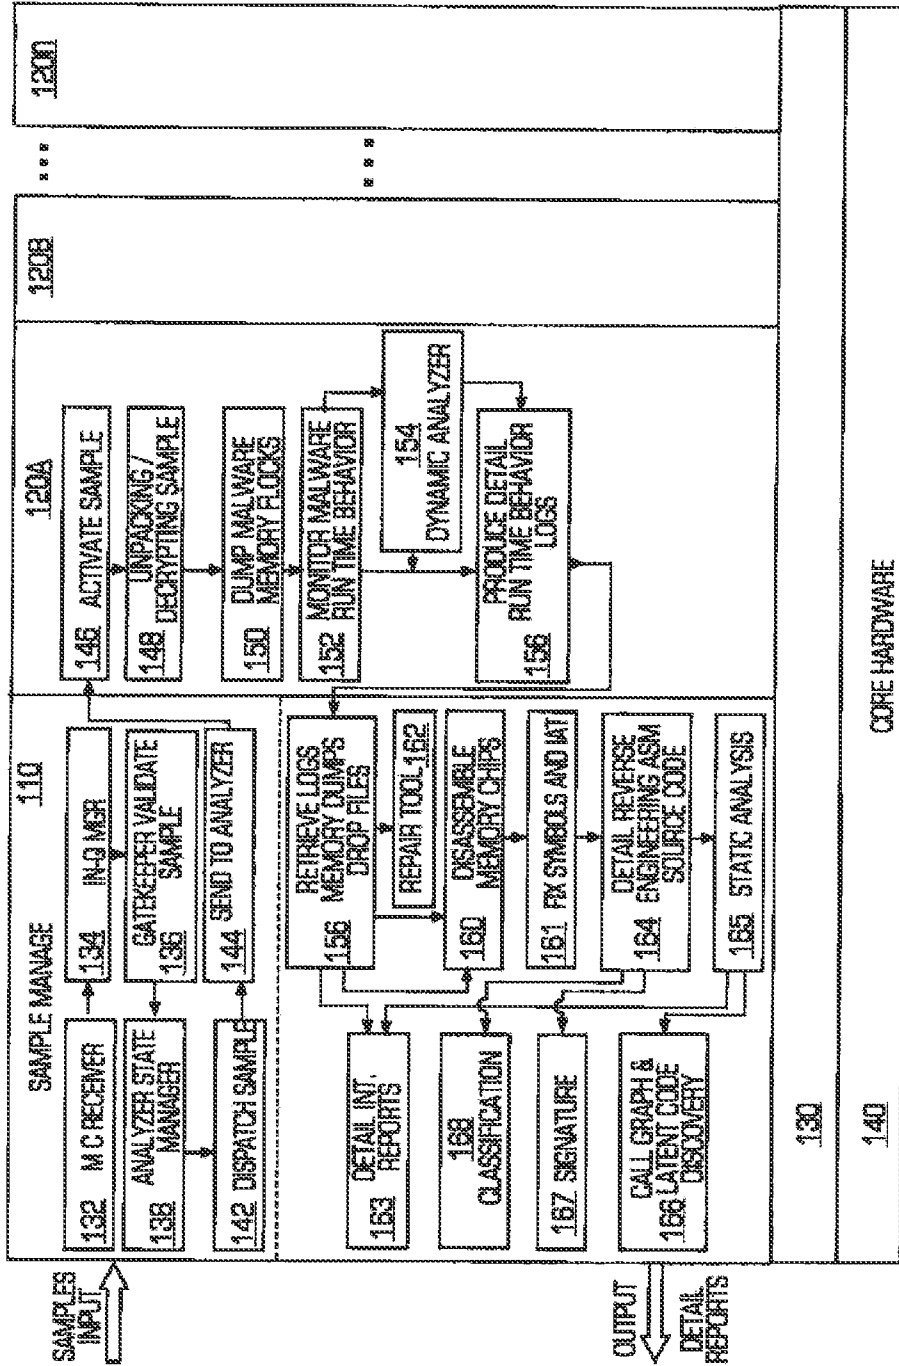 SAMPLES
INPUT
SAMPLE MANAGE
110
132 M C RECEIVER
134 IN-Q MGR
GATEKEEPER VALIDATE
136 SAMPLE
ANALYZER STATE
138 MANAGER
142 DISPATCH SAMPLE
144 SEND TO ANALYZER
120A
146 ACTIVATE SAMPLE
UNPACKING /
148 DECRYPTING SAMPLE
DUMP MALWARE
150 MEMORY FLOCKS
MONITOR MALWARE
152 RUN TIME BEHAVIOR
154
DYNAMIC ANALYZER
PRODUCE DETAIL
RUN TIME BEHAVIOR
156 LOGS
120B
...
...
120n
RETRIEVE LOGS
MEMORY DUMPS
156 DROP FILES
REPAIR TOOL 162
DISASSEMBLE
160 MEMORY CHIPS
161 FIX SYMBOLS AND IAT
DETAIL REVERSE
164 ENGINEERING ASM
SOURCE CODE
165 STATIC ANALYSIS
DETAIL INT.
163 REPORTS
168
CLASSIFICATION
167 SIGNATURE
CALL GRAPH &
166 LATENT CODE
DISCOVERY
OUTPUT
DETAIL
REPORTS
130
140
CORE HARDWARE